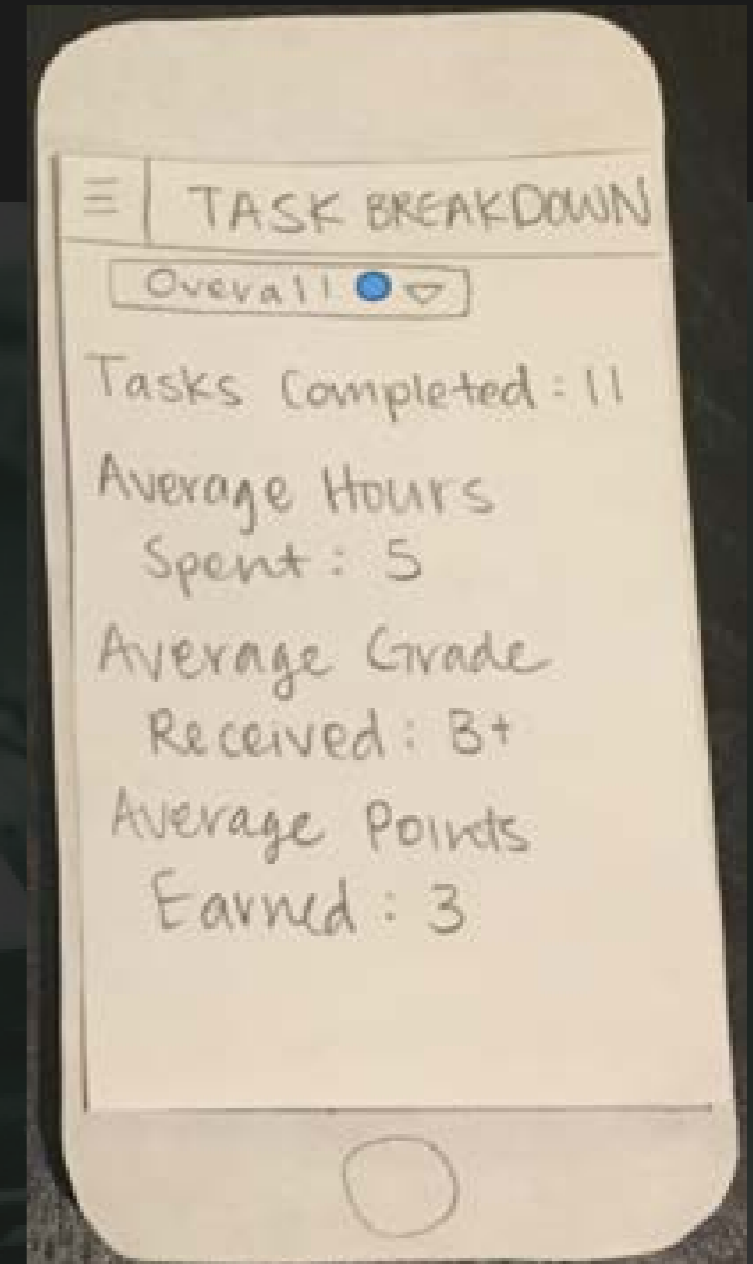 TASK BREAKDOWN
Overall
Tasks Completed: 11
Average Hours
Spent: 5
Average Grade
Received: B+
Average Points
Earned: 3